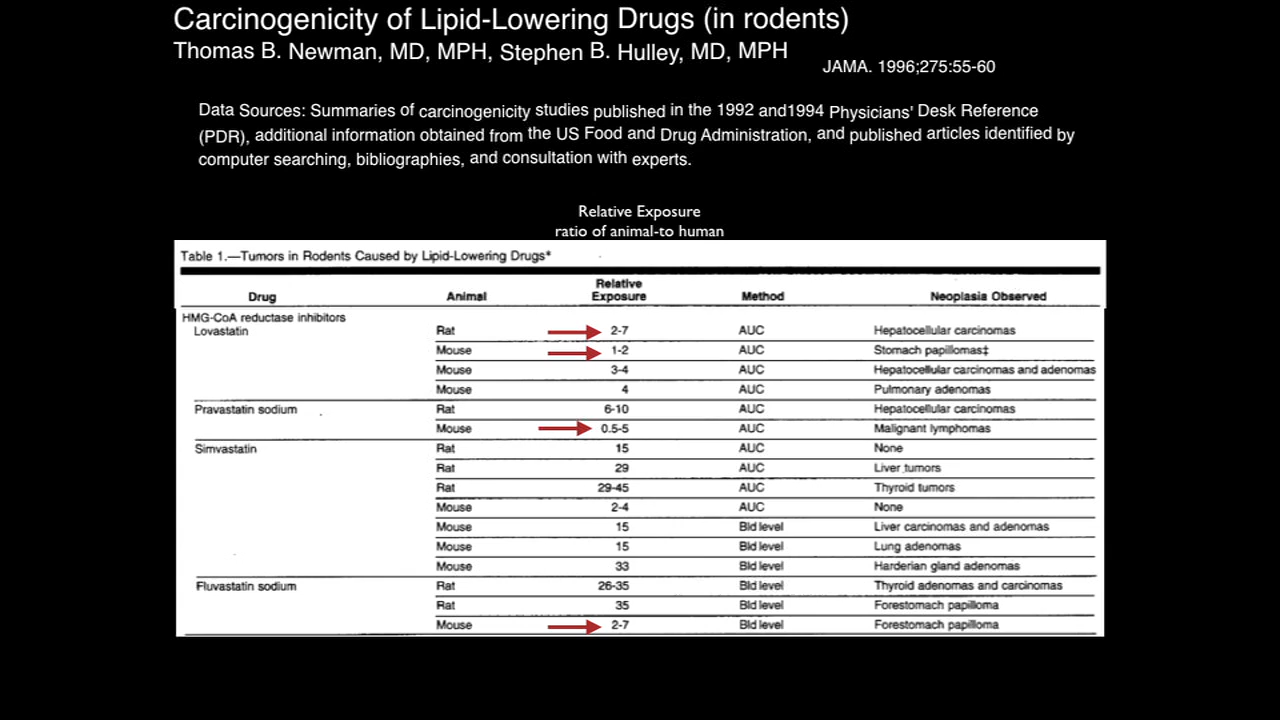 Carcinogenicity of Lipid-Lowering Drugs (in rodents)
Thomas B. Newman, MD, MPH, Stephen B. Hulley, MD, MPH
JAMA. 1996;275:55-60
Data Sources: Summaries of carcinogenicity studies published in the 1992 and1994 Physicians' Desk Reference
(PDR), additional information obtained from the US Food and Drug Administration, and published articles identified by
computer searching, bibliographies, and consultation with experts.
Relative Exposure
ratio of animal-to human
Table 1.—Tumors in Rodents Caused by Lipid-Lowering Drugs*
Drug Animal Relative Exposure Method Neoplasia Observed
HMG-CoA reductase inhibitors
Lovastatin Rat 2-7 AUC Hepatocellular carcinomas
Mouse 1-2 AUC Stomach papillomas‡
Mouse 3-4 AUC Hepatocellular carcinomas and adenomas
Mouse 4 AUC Pulmonary adenomas
Pravastatin sodium Rat 6-10 AUC Hepatocellular carcinomas
Mouse 0.5-5 AUC Malignant lymphomas
Simvastatin Rat 15 AUC None
Rat 29 AUC Liver tumors
Rat 29-45 AUC Thyroid tumors
Mouse 2-4 AUC None
Mouse 15 Bld level Liver carcinomas and adenomas
Mouse 15 Bld level Lung adenomas
Mouse 33 Bld level Harderian gland adenomas
Fluvastatin sodium Rat 26-35 Bld level Thyroid adenomas and carcinomas
Rat 35 Bld level Forestomach papilloma
Mouse 2-7 Bld level Forestomach papilloma